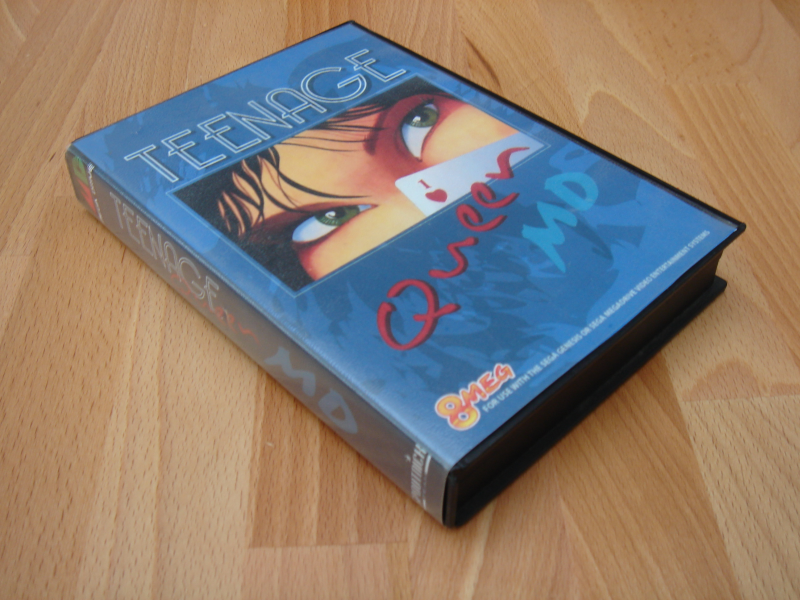 TEENAGE
Queen
MD
I
8 MEG
FOR USE WITH THE SEGA GENESIS OR SEGA MEGADRIVE VIDEO ENTERTAINMENT SYSTEMS
TEENAGE
MD